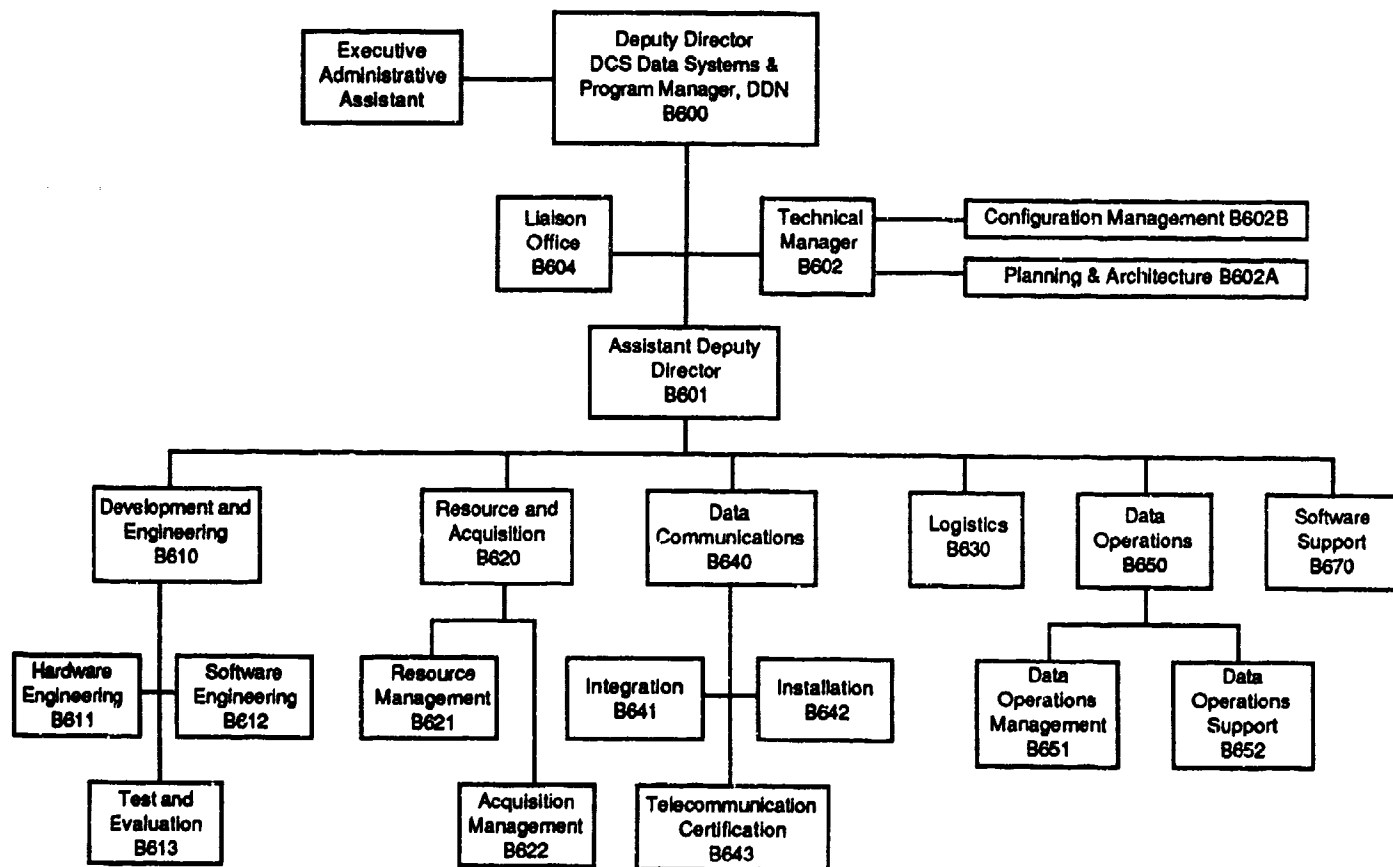 Executive
Administrative
Assistant
Deputy Director
DCS Data Systems &
Program Manager, DDN
B600
Liaison
Office
B604
Technical
Manager
B602
Configuration Management B602B
Planning & Architecture B602A
Assistant Deputy
Director
B601
Development and
Engineering
B610
Resource and
Acquisition
B620
Data
Communications
B640
Logistics
B630
Data
Operations
B650
Software
Support
B670
Hardware
Engineering
B611
Software
Engineering
B612
Test and
Evaluation
B613
Resource
Management
B621
Acquisition
Management
B622
Integration
B641
Installation
B642
Telecommunication
Certification
B643
Data
Operations
Management
B651
Data
Operations
Support
B652